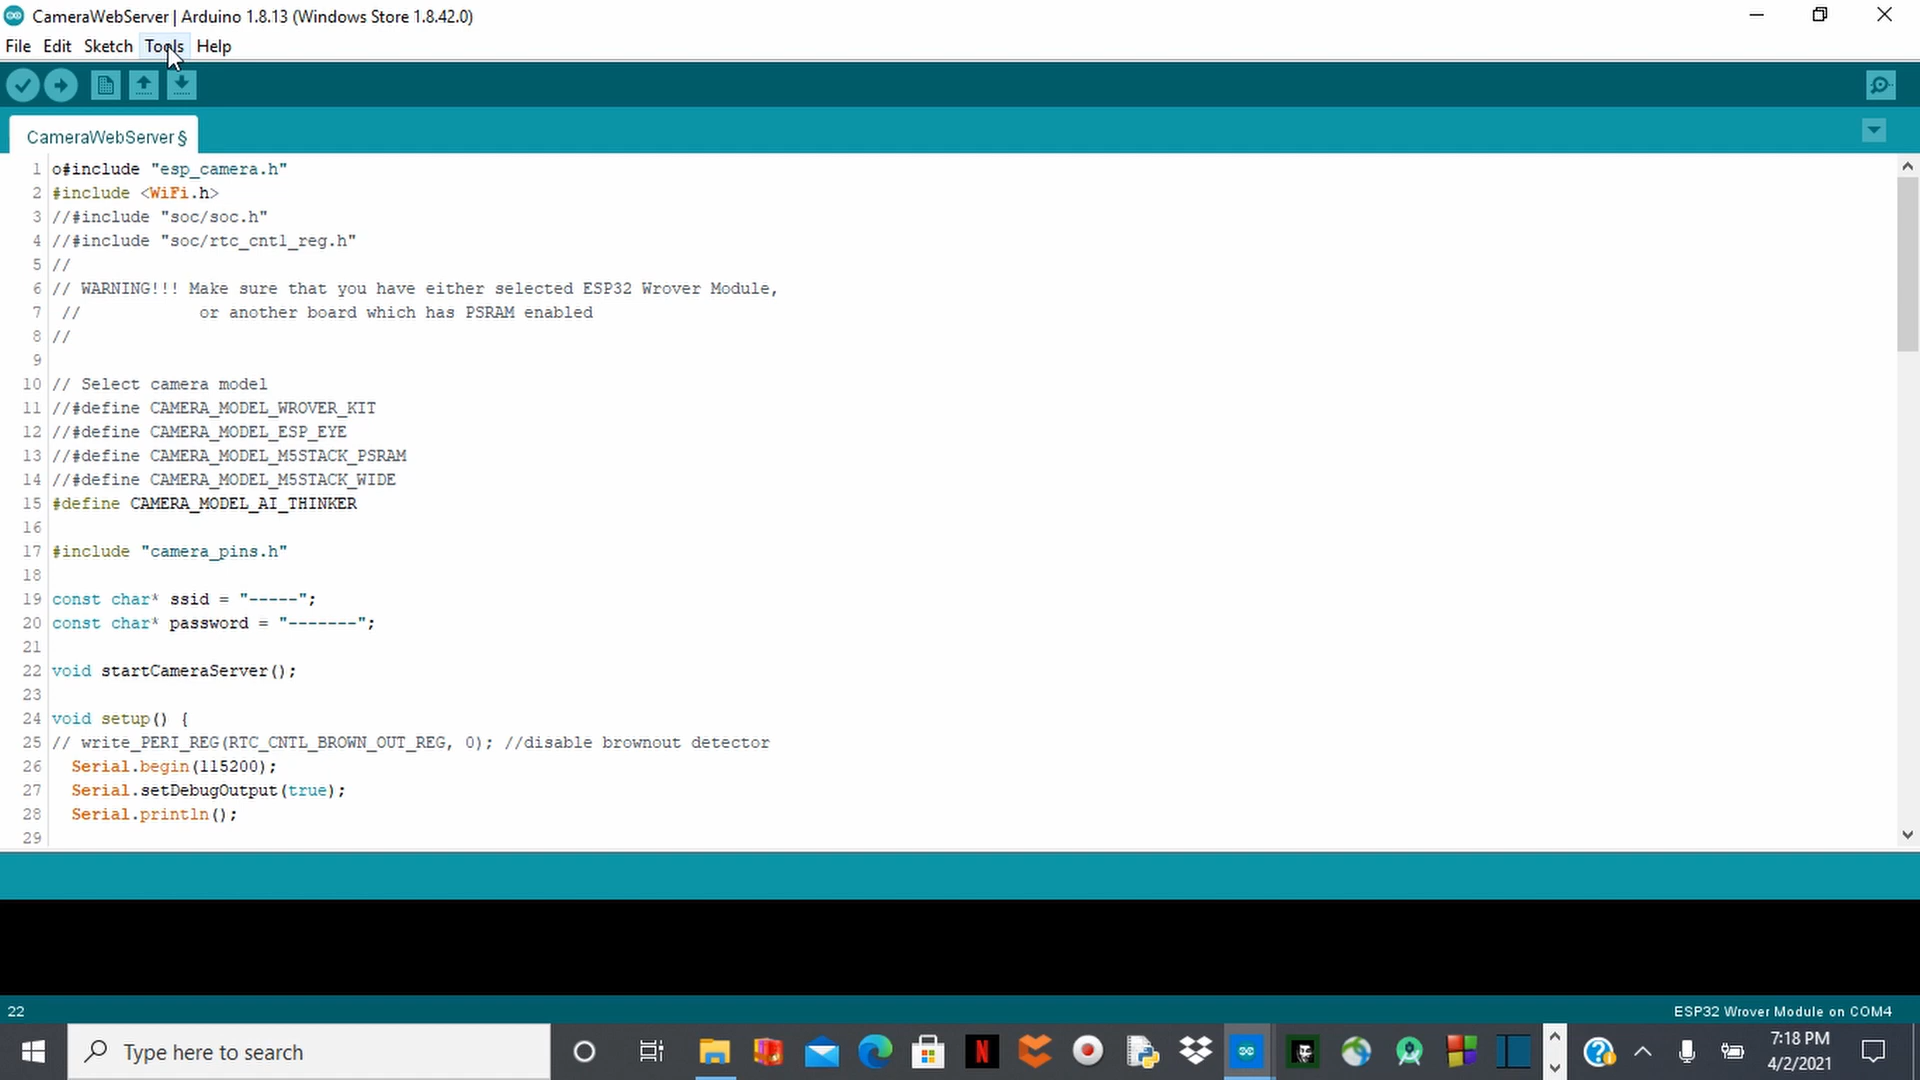 CameraWebServer | Arduino 1.8.13 (Windows Store 1.8.42.0)
File Edit Sketch Tools Help
CameraWebServer §
1 o#include "esp_camera.h"
2 #include <WiFi.h>
3 //#include "soc/soc.h"
4 //#include "soc/rtc_cntl_reg.h"
5 //
6 // WARNING!!! Make sure that you have either selected ESP32 Wrover Module,
7 // or another board which has PSRAM enabled
8 //
9
10 // Select camera model
11 //#define CAMERA_MODEL_WROVER_KIT
12 //#define CAMERA_MODEL_ESP_EYE
13 //#define CAMERA_MODEL_M5STACK_PSRAM
14 //#define CAMERA_MODEL_M5STACK_WIDE
15 #define CAMERA_MODEL_AI_THINKER
16
17 #include "camera_pins.h"
18
19 const char* ssid = "-----";
20 const char* password = "-------";
21
22 void startCameraServer();
23
24 void setup() {
25 // write_PERI_REG(RTC_CNTL_BROWN_OUT_REG, 0); //disable brownout detector
26 Serial.begin(115200);
27 Serial.setDebugOutput(true);
28 Serial.println();
29
22 ESP32 Wrover Module on COM4
Type here to search
7:18 PM
4/2/2021